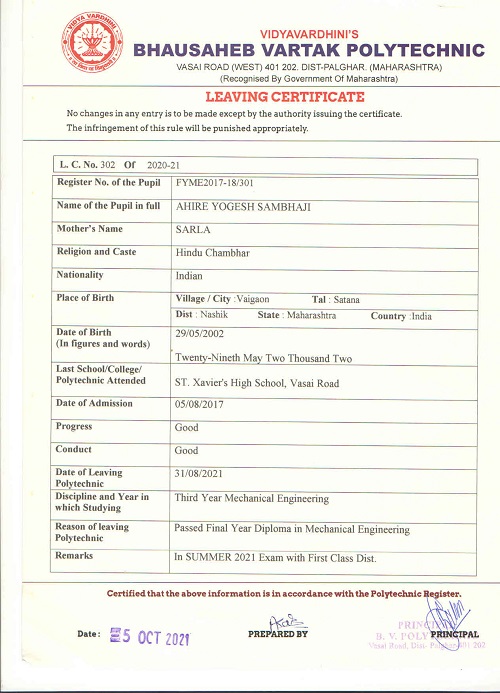 VIDYA VARDHINI
VIDYAVARDHINI'S
BHAUSAHEB VARTAK POLYTECHNIC
VASAI ROAD (WEST) 401 202. DIST-PALGHAR. (MAHARASHTRA)
(Recognised By Government Of Maharashtra)
LEAVING CERTIFICATE
No changes in any entry is to be made except by the authority issuing the certificate.
The infringement of this rule will be punished appropriately.
L. C. No. 302 Of 2020-21
Register No. of the Pupil FYME2017-18/301
Name of the Pupil in full AHIRE YOGESH SAMBHAJI
Mother's Name SARLA
Religion and Caste Hindu Chambhar
Nationality Indian
Place of Birth Village / City :Vaigaon Tal : Satana
Dist : Nashik State : Maharashtra Country :India
Date of Birth 29/05/2002
(In figures and words)
Twenty-Nineth May Two Thousand Two
Last School/College/
Polytechnic Attended ST. Xavier's High School, Vasai Road
Date of Admission 05/08/2017
Progress Good
Conduct Good
Date of Leaving 31/08/2021
Polytechnic
Discipline and Year in Third Year Mechanical Engineering
which Studying
Reason of leaving Passed Final Year Diploma in Mechanical Engineering
Polytechnic
Remarks In SUMMER 2021 Exam with First Class Dist.
Certified that the above information is in accordance with the Polytechnic Register.
Date: 5 OCT 2021 PREPARED BY PRINCIPAL
B. V. POLY
Vasai Road, Dist- Palghar 401 202